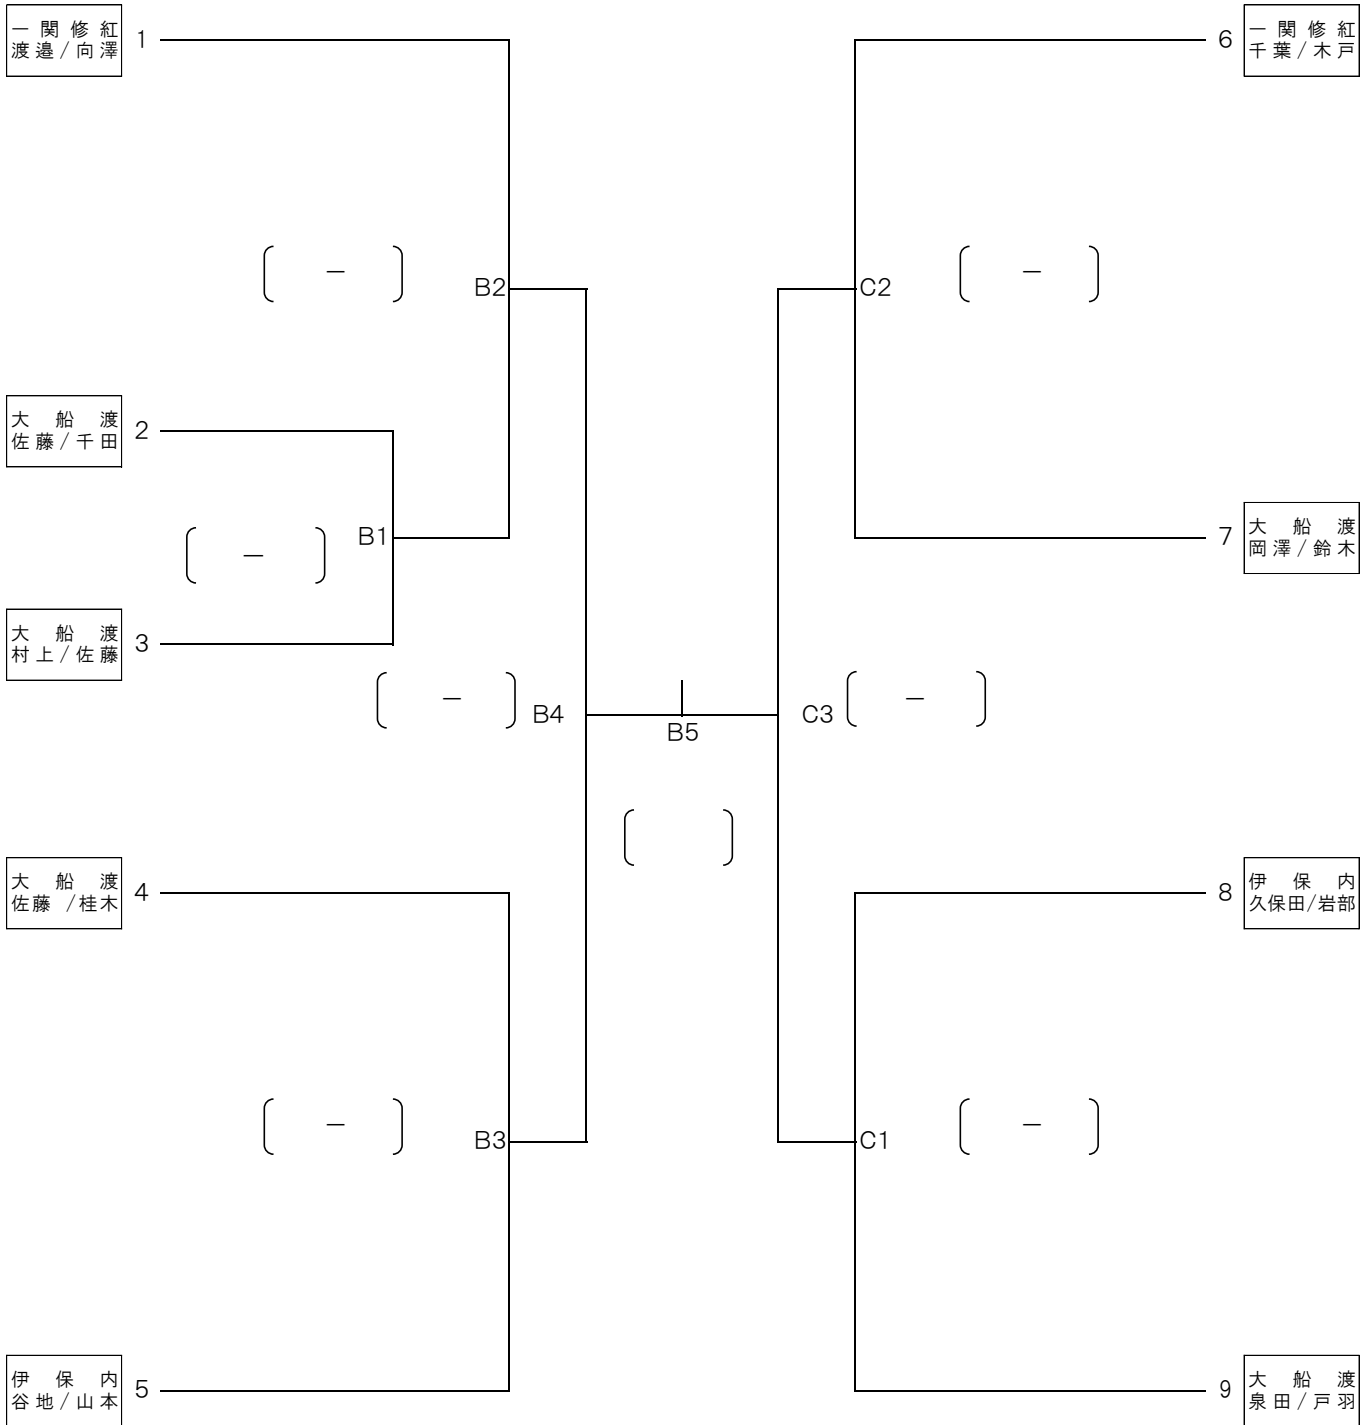 一関修紅
渡邉/向澤
1
6
一関修紅
千葉/木戸
[ － ]
B2
C2
[ － ]
大船渡
佐藤/千田
2
[ － ]
B1
7
大船渡
岡澤/鈴木
大船渡
村上/佐藤
3
[ － ]
B4
B5
C3
[ － ]
[ ]
大船渡
佐藤 /桂木
4
8
伊保内
久保田/岩部
[ － ]
B3
C1
[ － ]
伊保内
谷地/山本
5
9
大船渡
泉田/戸羽